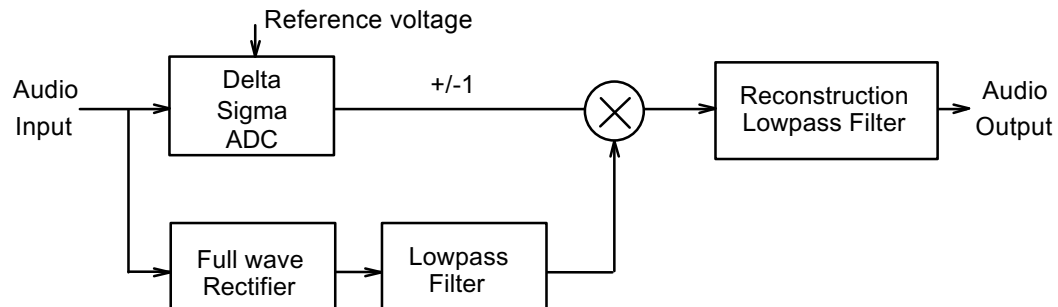 Reference voltage
Audio
Input
Delta
Sigma
ADC
+/-1
Reconstruction
Lowpass Filter
Audio
Output
Full wave
Rectifier
Lowpass
Filter